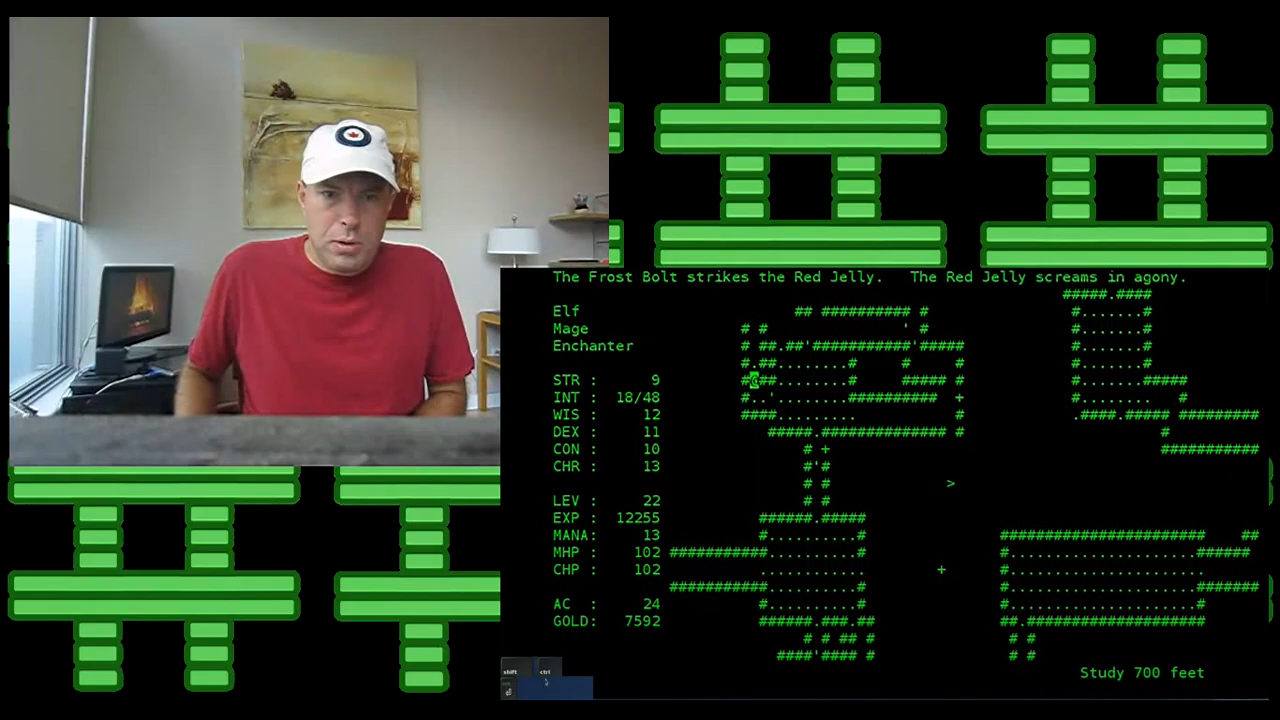 The Frost Bolt strikes the Red Jelly.   The Red Jelly screams in agony.
Elf
Mage
Enchanter
STR :       9
INT :   18/48
WIS :      12
DEX :      11
CON :      10
CHR :      13
LEV :      22
EXP :   12255
MANA:      13
MHP :     102
CHP :     102
AC  :      24
GOLD:    7592
shift ctrl
Study 700 feet